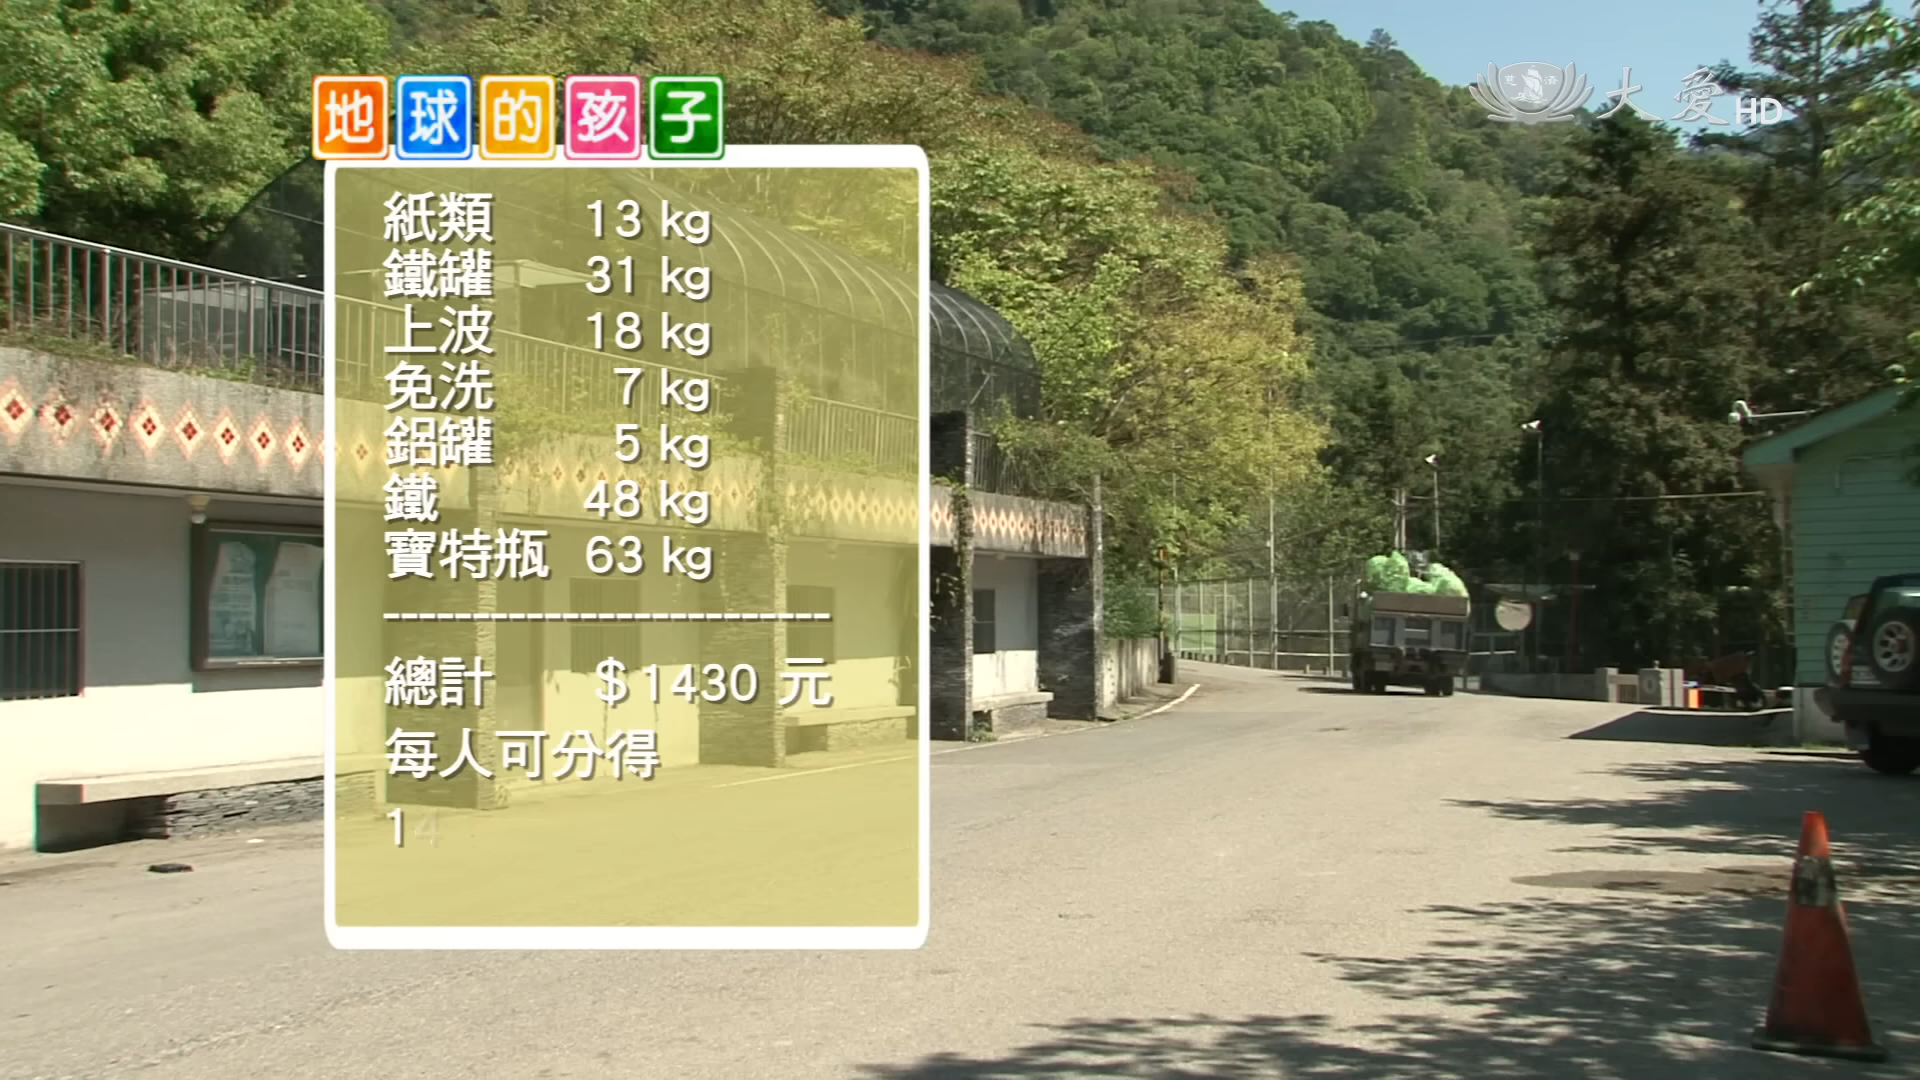 地球的孩子
大愛HD
紙類 13 kg
鐵罐 31 kg
上波 18 kg
免洗 7 kg
鋁罐 5 kg
鐵 48 kg
寶特瓶 63 kg
------------------------
總計 $1430 元
每人可分得
14